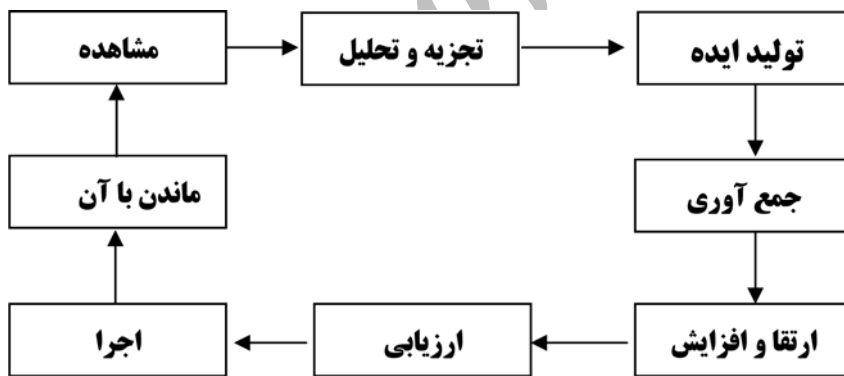 مشاهده
تجزیه و تحلیل
تولید ایده
جمع آوری
ارتقا و افزایش
ارزیابی
اجرا
ماندن با آن